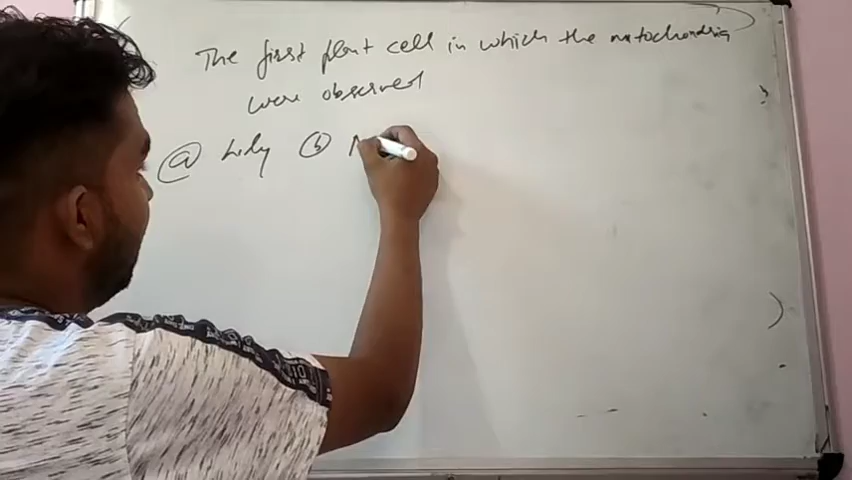 The first plant cell in which the mitochondria
were observed
(a) Lily (b)